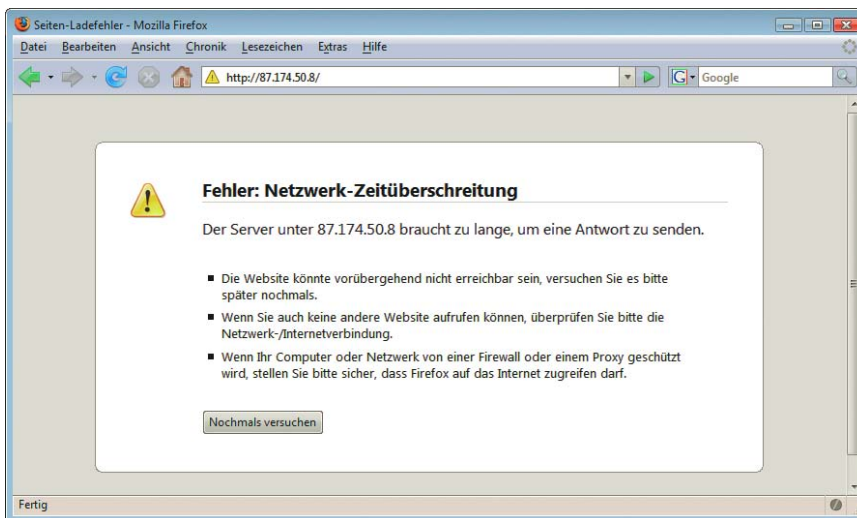 Seiten-Ladefehler - Mozilla Firefox
Datei Bearbeiten Ansicht Chronik Lesezeichen Extras Hilfe
http://87.174.50.8/ G Google
Fehler: Netzwerk-Zeitüberschreitung
Der Server unter 87.174.50.8 braucht zu lange, um eine Antwort zu senden.
Die Website könnte vorübergehend nicht erreichbar sein, versuchen Sie es bitte
später nochmals.
Wenn Sie auch keine andere Website aufrufen können, überprüfen Sie bitte die
Netzwerk-/Internetverbindung.
Wenn Ihr Computer oder Netzwerk von einer Firewall oder einem Proxy geschützt
wird, stellen Sie bitte sicher, dass Firefox auf das Internet zugreifen darf.
Nochmals versuchen
Fertig